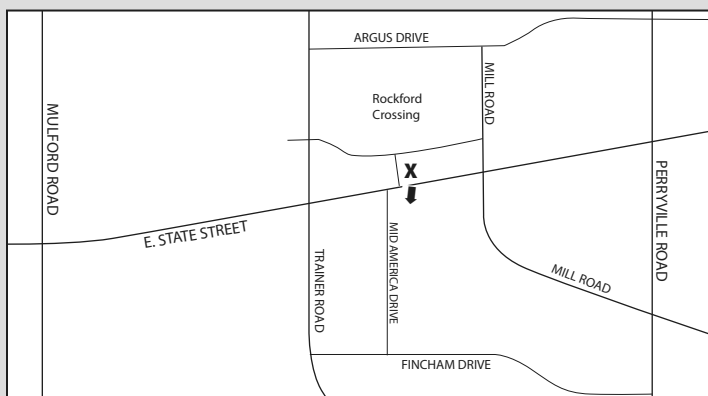 ARGUS DRIVE
MILL ROAD
Rockford
Crossing
MULFORD ROAD
X
PERRYVILLE ROAD
E. STATE STREET
MID AMERICA DRIVE
TRAINER ROAD
MILL ROAD
FINCHAM DRIVE